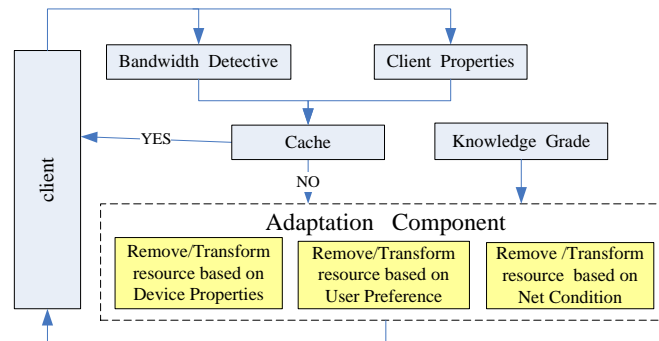 Bandwidth Detective
Client Properties
client
YES
Cache
Knowledge Grade
NO
Adaptation Component
Remove/Transform
resource based on
Device Properties
Remove/Transform
resource based on
User Preference
Remove /Transform
resource based on
Net Condition